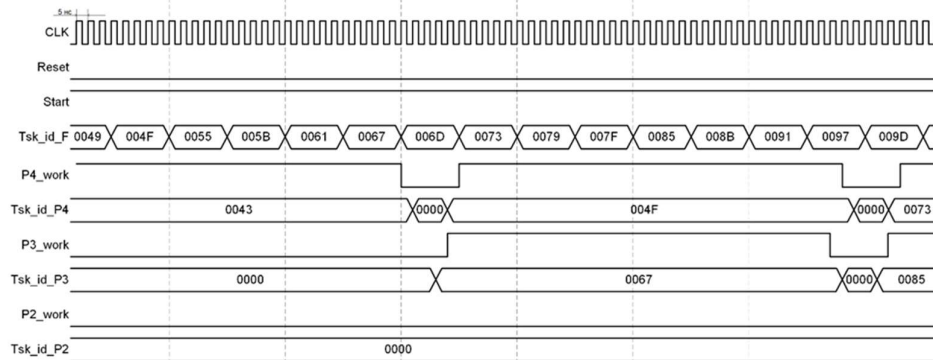 5 нс
CLK
Reset
Start
Tsk_id_F 0049 004F 0055 005B 0061 0067 006D 0073 0079 007F 0085 008B 0091 0097 009D
P4_work
Tsk_id_P4 0043 0000 004F 0000 0073
P3_work
Tsk_id_P3 0000 0067 0000 0085
P2_work
Tsk_id_P2 0000